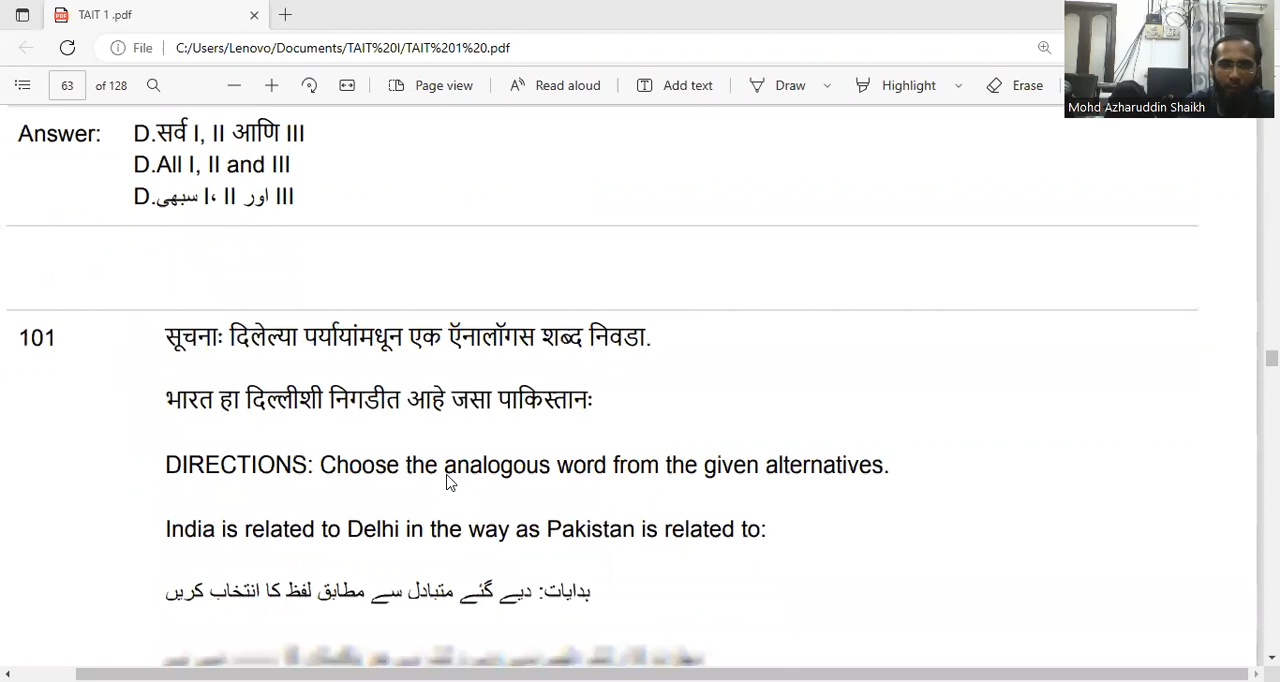 TAIT 1 .pdf
File
C:/Users/Lenovo/Documents/TAIT%20I/TAIT%201%20.pdf
63 of 128
Page view
Read aloud
Add text
Draw
Highlight
Erase
Mohd Azharuddin Shaikh
Answer: D.सर्व I, II आणि III
D.All I, II and III
D.سبھی I، II اور III
101 सूचनाः दिलेल्या पर्यायांमधून एक ऍनालॉगस शब्द निवडा.
भारत हा दिल्लीशी निगडीत आहे जसा पाकिस्तानः
DIRECTIONS: Choose the analogous word from the given alternatives.
India is related to Delhi in the way as Pakistan is related to:
ہدایات: دیے گئے متبادل سے مطابق لفظ کا انتخاب کریں